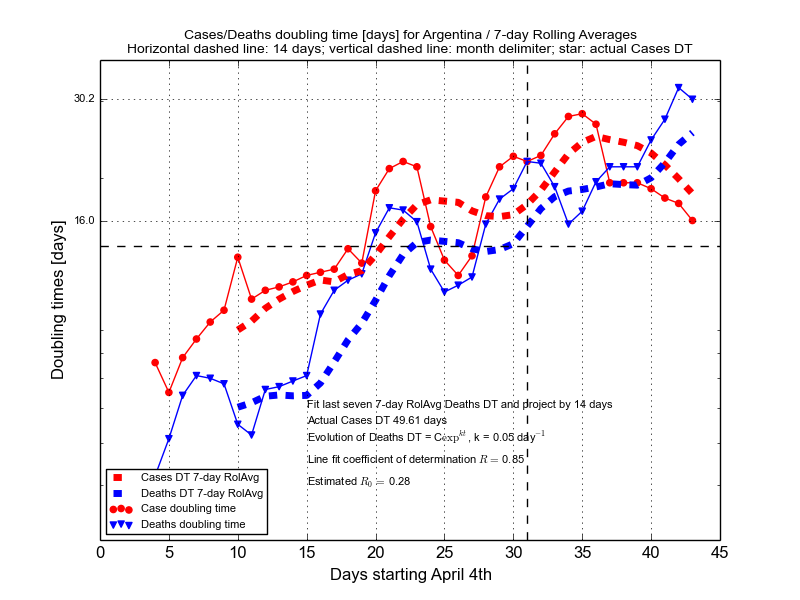 Cases/Deaths doubling time [days] for Argentina / 7-day Rolling Averages
Horizontal dashed line: 14 days; vertical dashed line: month delimiter; star: actual Cases DT
30.2
16.0
Doubling times [days]
Fit last seven 7-day RolAvg Deaths DT and project by 14 days
Actual Cases DT 49.61 days
Evolution of Deaths DT = Cexp^{kt}, k = 0.05 day^{-1}
Line fit coefficient of determination R = 0.85
Estimated R_0 = 0.28
Cases DT 7-day RolAvg
Deaths DT 7-day RolAvg
Case doubling time
Deaths doubling time
0 5 10 15 20 25 30 35 40 45
Days starting April 4th